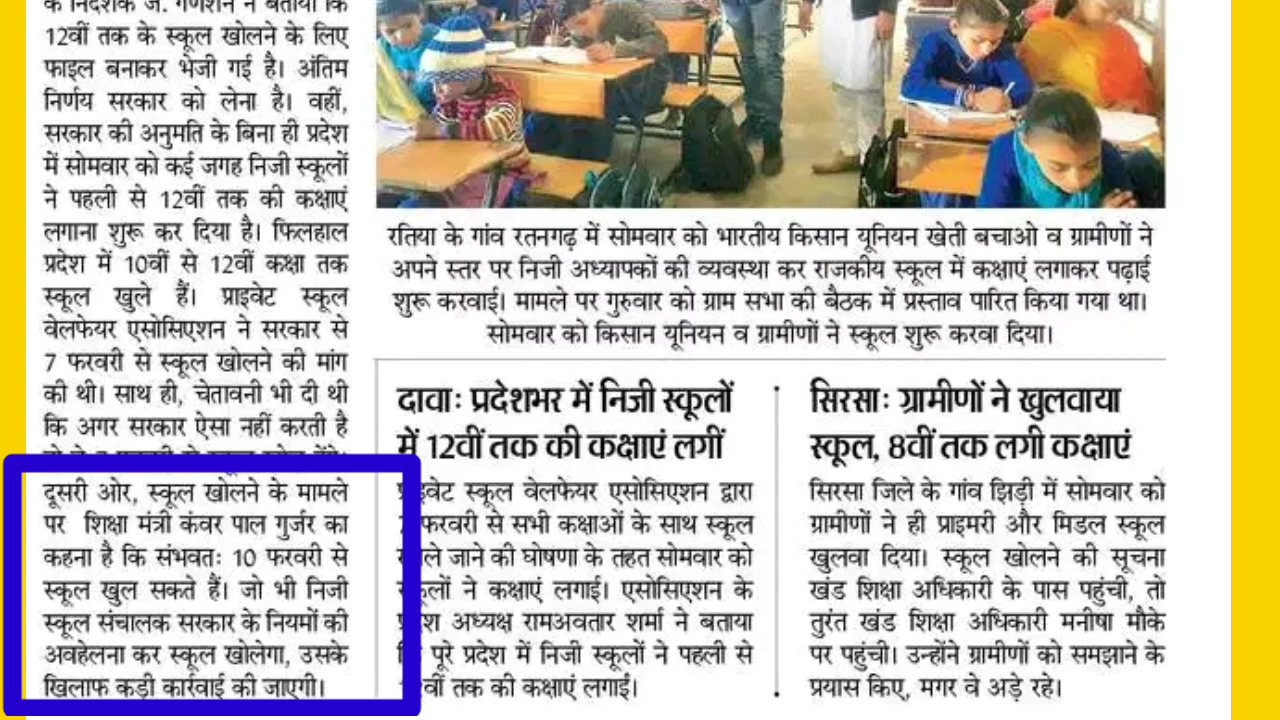 के निदेशक जे. गणेशन ने बताया कि
12वीं तक के स्कूल खोलने के लिए
फाइल बनाकर भेजी गई है। अंतिम
निर्णय सरकार को लेना है। वहीं,
सरकार की अनुमति के बिना ही प्रदेश
में सोमवार को कई जगह निजी स्कूलों
ने पहली से 12वीं तक की कक्षाएं
लगाना शुरू कर दिया है। फिलहाल
प्रदेश में 10वीं से 12वीं कक्षा तक
स्कूल खुले हैं। प्राइवेट स्कूल
वेलफेयर एसोसिएशन ने सरकार से
7 फरवरी से स्कूल खोलने की मांग
की थी। साथ ही, चेतावनी भी दी थी
कि अगर सरकार ऐसा नहीं करती है
दूसरी ओर, स्कूल खोलने के मामले
पर शिक्षा मंत्री कंवर पाल गुर्जर का
कहना है कि संभवतः 10 फरवरी से
स्कूल खुल सकते हैं। जो भी निजी
स्कूल संचालक सरकार के नियमों की
अवहेलना कर स्कूल खोलेगा, उसके
खिलाफ कड़ी कार्रवाई की जाएगी।
रतिया के गांव रतनगढ़ में सोमवार को भारतीय किसान यूनियन खेती बचाओ व ग्रामीणों ने
अपने स्तर पर निजी अध्यापकों की व्यवस्था कर राजकीय स्कूल में कक्षाएं लगाकर पढ़ाई
शुरू करवाई। मामले पर गुरुवार को ग्राम सभा की बैठक में प्रस्ताव पारित किया गया था।
सोमवार को किसान यूनियन व ग्रामीणों ने स्कूल शुरू करवा दिया।
दावाः प्रदेशभर में निजी स्कूलों
में 12वीं तक की कक्षाएं लगीं
प्राइवेट स्कूल वेलफेयर एसोसिएशन द्वारा
फरवरी से सभी कक्षाओं के साथ स्कूल
जाने की घोषणा के तहत सोमवार को
स्कूलों ने कक्षाएं लगाई। एसोसिएशन के
अध्यक्ष रामअवतार शर्मा ने बताया
पूरे प्रदेश में निजी स्कूलों ने पहली से
तक की कक्षाएं लगाईं।
सिरसाः ग्रामीणों ने खुलवाया
स्कूल, 8वीं तक लगी कक्षाएं
सिरसा जिले के गांव झिड़ी में सोमवार को
ग्रामीणों ने ही प्राइमरी और मिडल स्कूल
खुलवा दिया। स्कूल खोलने की सूचना
खंड शिक्षा अधिकारी के पास पहुंची, तो
तुरंत खंड शिक्षा अधिकारी मनीषा मौके
पर पहुंची। उन्होंने ग्रामीणों को समझाने के
प्रयास किए, मगर वे अड़े रहे।